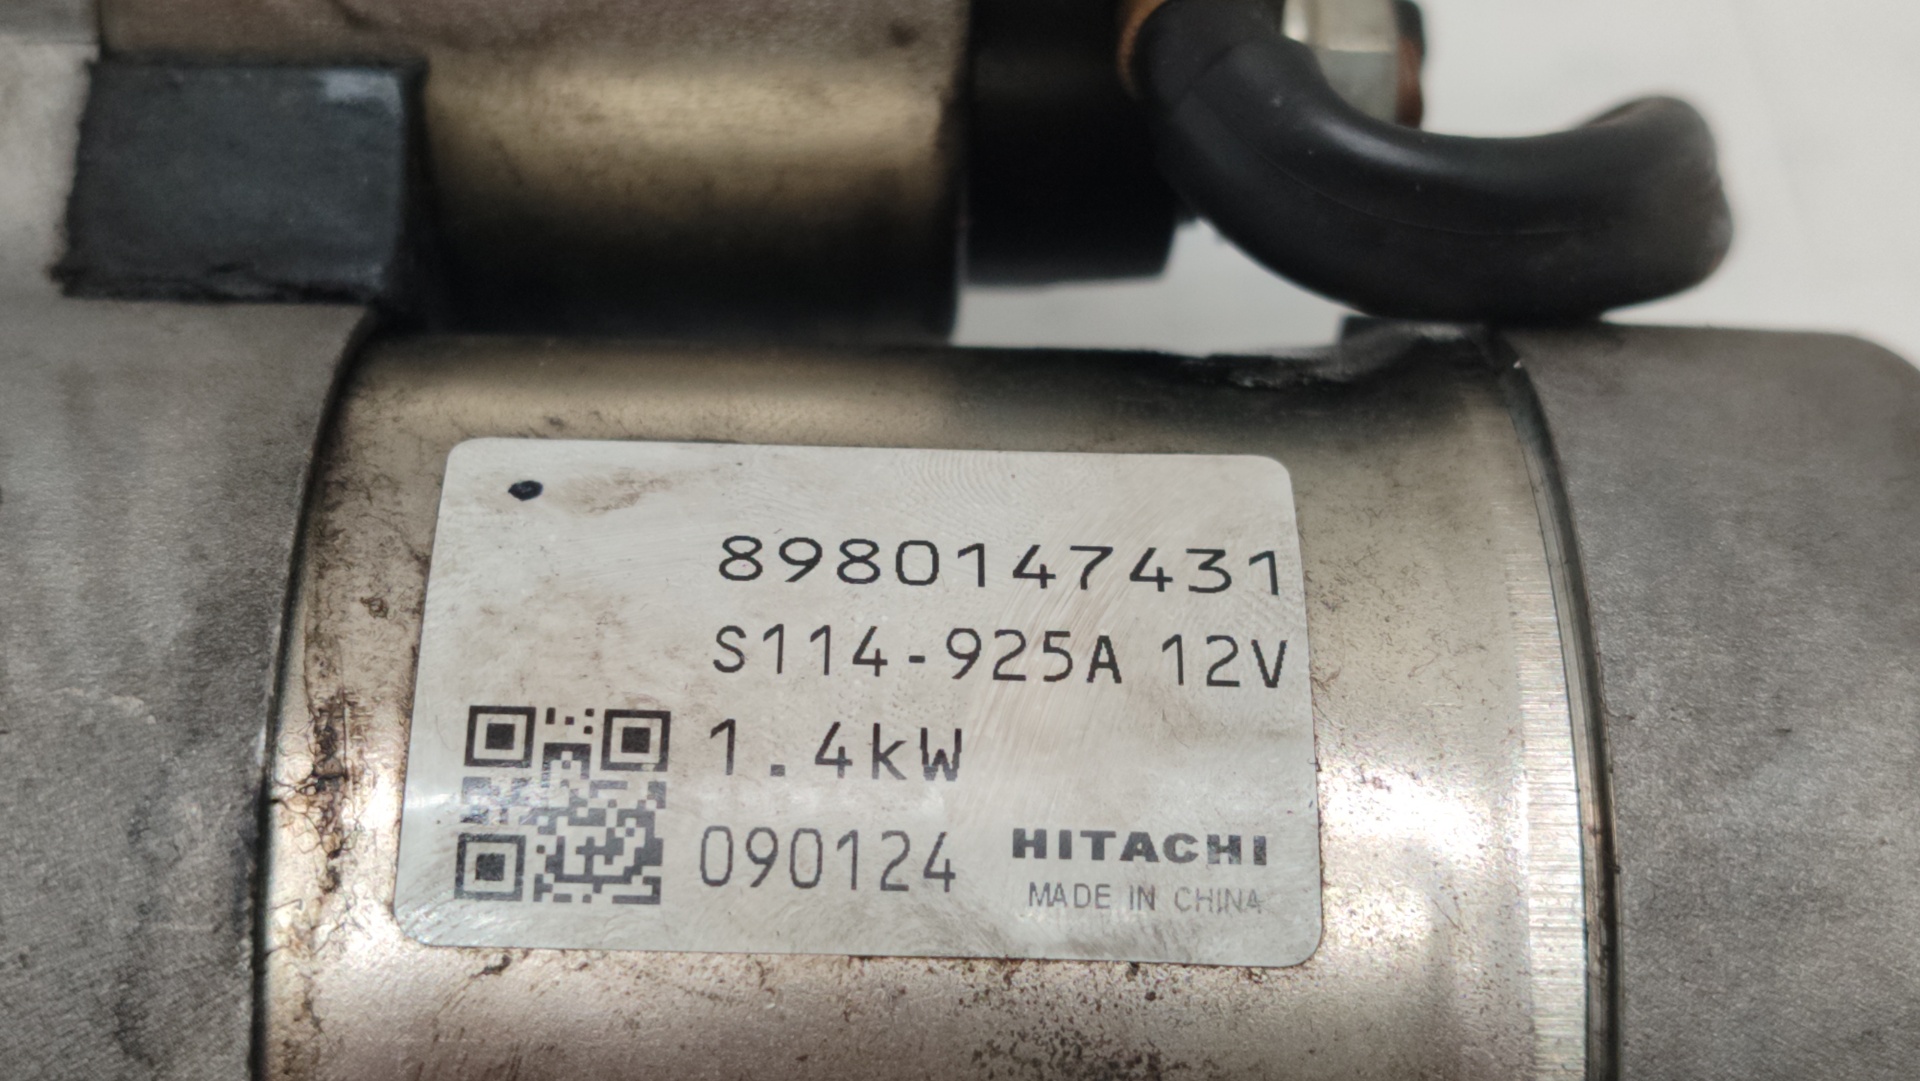 8980147431
S114-925A 12V
1.4kW
090124 HITACHI
MADE IN CHINA